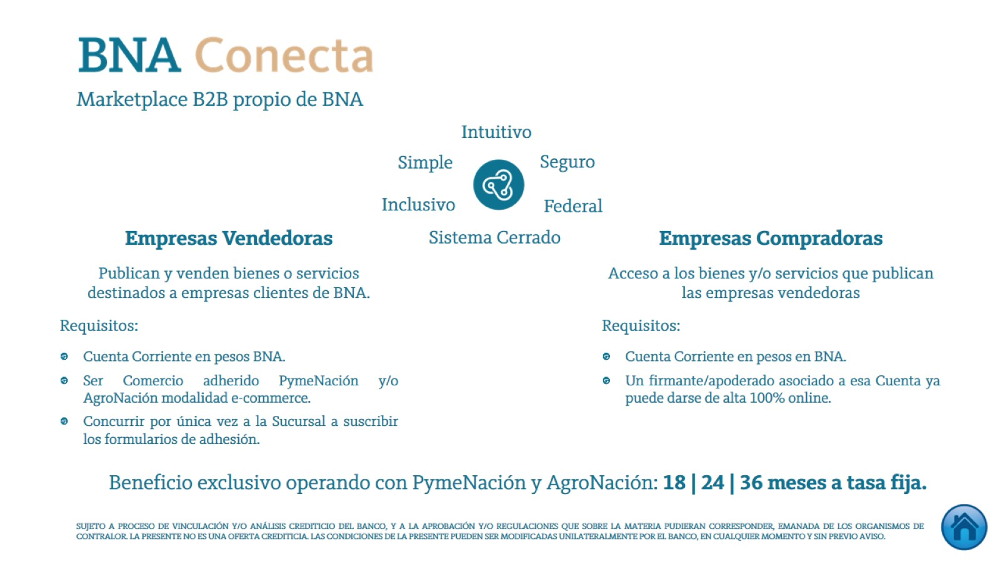 BNA Conecta
Marketplace B2B propio de BNA
Intuitivo
Simple
Seguro
Inclusivo
Federal
Sistema Cerrado
Empresas Vendedoras
Publican y venden bienes o servicios
destinados a empresas clientes de BNA.
Requisitos:
Cuenta Corriente en pesos BNA.
Ser Comercio adherido PymeNación y/o
AgroNación modalidad e-commerce.
Concurrir por única vez a la Sucursal a suscribir
los formularios de adhesión.
Empresas Compradoras
Acceso a los bienes y/o servicios que publican
las empresas vendedoras
Requisitos:
Cuenta Corriente en pesos en BNA.
Un firmante/apoderado asociado a esa Cuenta ya
puede darse de alta 100% online.
Beneficio exclusivo operando con PymeNación y AgroNación: 18 | 24 | 36 meses a tasa fija.
SUJETO A PROCESO DE VINCULACIÓN Y/O ANÁLISIS CREDITICIO DEL BANCO, Y A LA APROBACIÓN Y/O REGULACIONES QUE SOBRE LA MATERIA PUDIERAN CORRESPONDER, EMANADA DE LOS ORGANISMOS DE
CONTRALOR. LA PRESENTE NO ES UNA OFERTA CREDITICIA. LAS CONDICIONES DE LA PRESENTE PUEDEN SER MODIFICADAS UNILATERALMENTE POR EL BANCO, EN CUALQUIER MOMENTO Y SIN PREVIO AVISO.